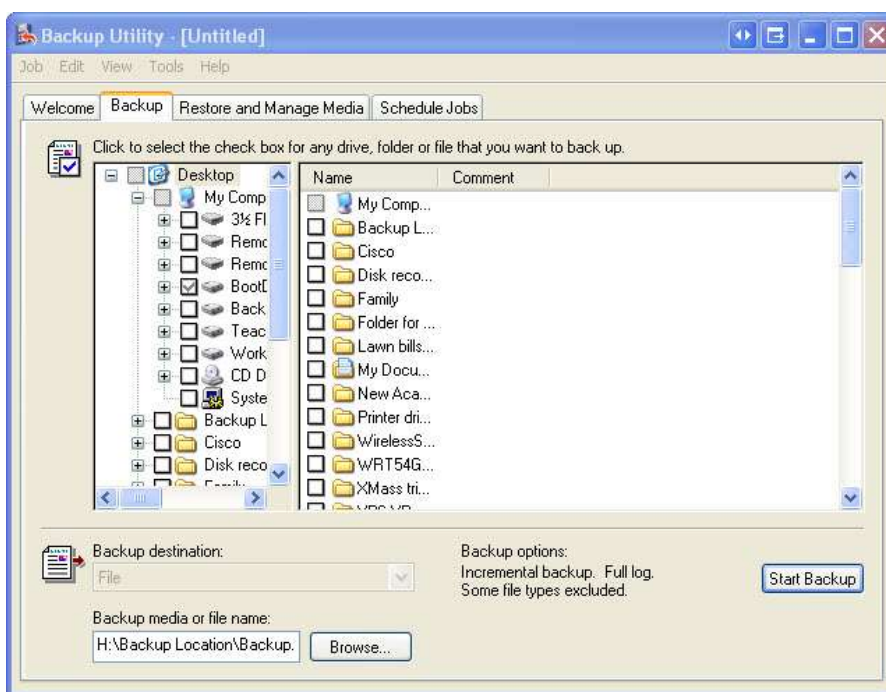 Backup Utility - [Untitled]
Job Edit View Tools Help
Welcome Backup Restore and Manage Media Schedule Jobs
Click to select the check box for any drive, folder or file that you want to back up.
Desktop
My Comp
3½ Fl
Remo
Remo
BootD
Back
Teac
Work
CD D
Syste
Backup L
Cisco
Disk reco
Family
Name Comment
My Comp...
Backup L...
Cisco
Disk reco...
Family
Folder for ...
Lawn bills...
My Docu...
New Aca...
Printer dri...
WirelessS...
WRT54G...
XMass tri...
Backup destination:
File
Backup media or file name:
H:\Backup Location\Backup.
Browse...
Backup options:
Incremental backup. Full log.
Some file types excluded.
Start Backup